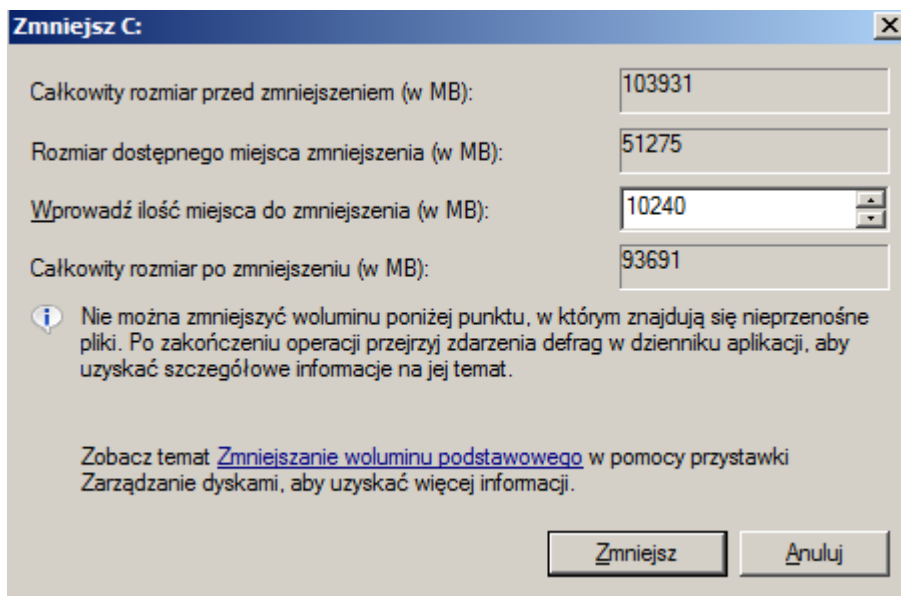 Zmniejsz C:
Całkowity rozmiar przed zmniejszeniem (w MB): 103931
Rozmiar dostępnego miejsca zmniejszenia (w MB): 51275
Wprowadź ilość miejsca do zmniejszenia (w MB): 10240
Całkowity rozmiar po zmniejszeniu (w MB): 93691
Nie można zmniejszyć woluminu poniżej punktu, w którym znajdują się nieprzenośne
pliki. Po zakończeniu operacji przejrzyj zdarzenia defrag w dzienniku aplikacji, aby
uzyskać szczegółowe informacje na jej temat.
Zobacz temat Zmniejszanie woluminu podstawowego w pomocy przystawki
Zarządzanie dyskami, aby uzyskać więcej informacji.
Zmniejsz Anuluj